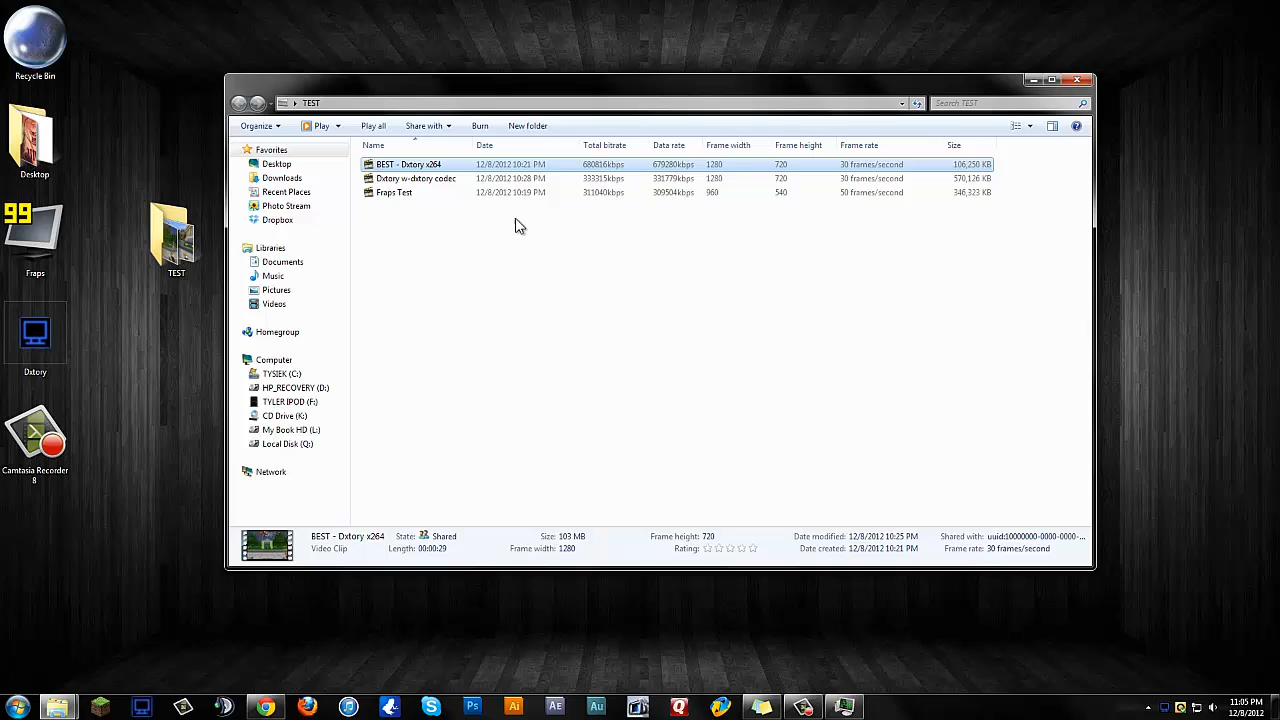 Recycle Bin
Desktop
99
Fraps
Dxtory
Camtasia Recorder
8
TEST
TEST
Search TEST
Organize
Play
Play all
Share with
Burn
New folder
Name
Date
Total bitrate
Data rate
Frame width
Frame height
Frame rate
Size
BEST - Dxtory x264 12/8/2012 10:21 PM 680816kbps 679280kbps 1280 720 30 frames/second 106,250 KB
Dxtory w-dxtory codec 12/8/2012 10:28 PM 333315kbps 331779kbps 1280 720 30 frames/second 570,126 KB
Fraps Test 12/8/2012 10:19 PM 311040kbps 309504kbps 960 540 50 frames/second 346,323 KB
Favorites
Desktop
Downloads
Recent Places
Photo Stream
Dropbox
Libraries
Documents
Music
Pictures
Videos
Homegroup
Computer
TYSIEK (C:)
HP_RECOVERY (D:)
TYLER IPOD (F:)
CD Drive (K:)
My Book HD (L:)
Local Disk (Q:)
Network
BEST - Dxtory x264 State: Shared Size: 103 MB Frame height: 720 Date modified: 12/8/2012 10:25 PM Shared with: uuid:10000000-0000-0000-...
Video Clip Length: 00:00:29 Frame width: 1280 Rating: Date created: 12/8/2012 10:21 PM Frame rate: 30 frames/second
Ps
Ai
AE
Au
11:05 PM
12/8/2012